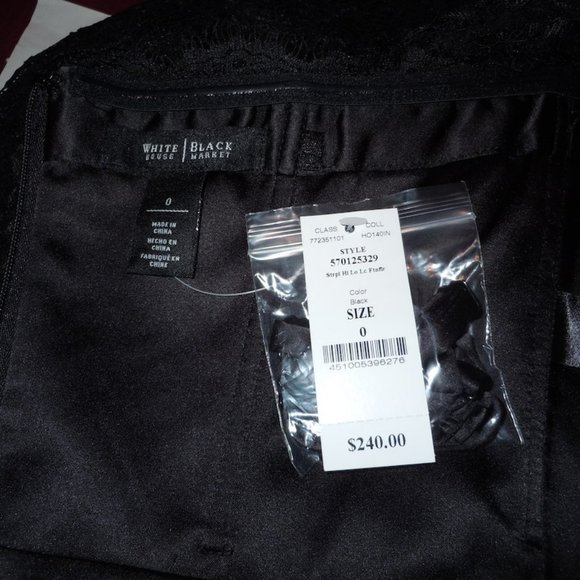 WHITE | BLACK
HOUSE | MARKET
0
MADE IN
CHINA
HECHO EN
CHINA
FABRIQUÉ EN
CHINE
CLASS COLL
772351101 HO140IN
STYLE
570125329
Strpl Hi Lo Lc Ftnflr
Color
Black
SIZE
0
451005396276
$240.00